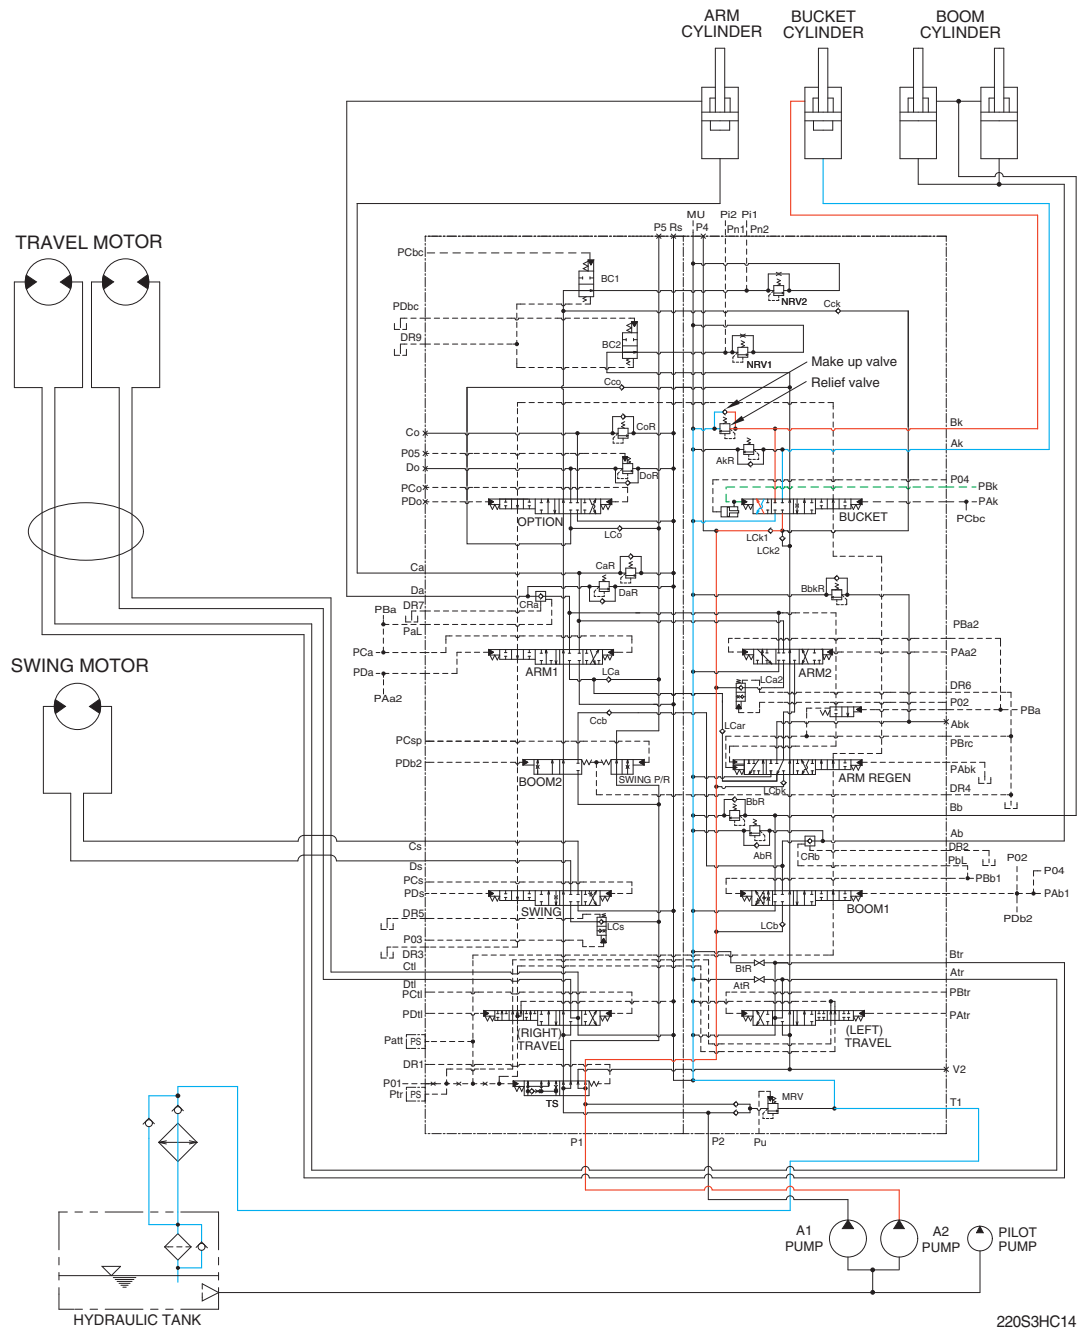 ARM
CYLINDER
BUCKET
CYLINDER
BOOM
CYLINDER
TRAVEL MOTOR
MU
Pi2
Pi1
P5
Rs
P4
Pn1
Pn2
PCbc
BC1
NRV2
Cck
PDbc
DR9
BC2
NRV1
Make up valve
Cco
Relief valve
Co
CoR
Bk
Ak
P05
Do
DoR
AkR
P04
PBk
PCo
PDo
PAk
OPTION
BUCKET
PCbc
LCo
LCk1
LCk2
Ca
CaR
Da
DaR
BbkR
DR7
CRa
PBa
PaL
PBa2
PCa
PAa2
PDa
ARM1
ARM2
LCa
LCa2
DR6
PAa2
P02
PBa
Ccb
LCar
Abk
PCsp
PBrc
PDb2
PAbk
BOOM2
SWING P/R
ARM REGEN
LCbk
DR4
BbR
Bb
SWING MOTOR
AbR
CRb
Ab
Cs
DR2
Ds
PbL
P02
PCs
PBb1
P04
PDs
PAb1
SWING
BOOM1
PDb2
DR5
LCs
LCb
P03
DR3
Btr
Ctl
BtR
Atr
Dtl
AtR
PCtl
PBtr
PDtl
PAtr
(RIGHT)
TRAVEL
(LEFT)
TRAVEL
Patt
PS
DR1
V2
P01
Ptr
PS
TS
MRV
T1
P1
P2
Pu
A1
PUMP
A2
PUMP
PILOT
PUMP
HYDRAULIC TANK
220S3HC14